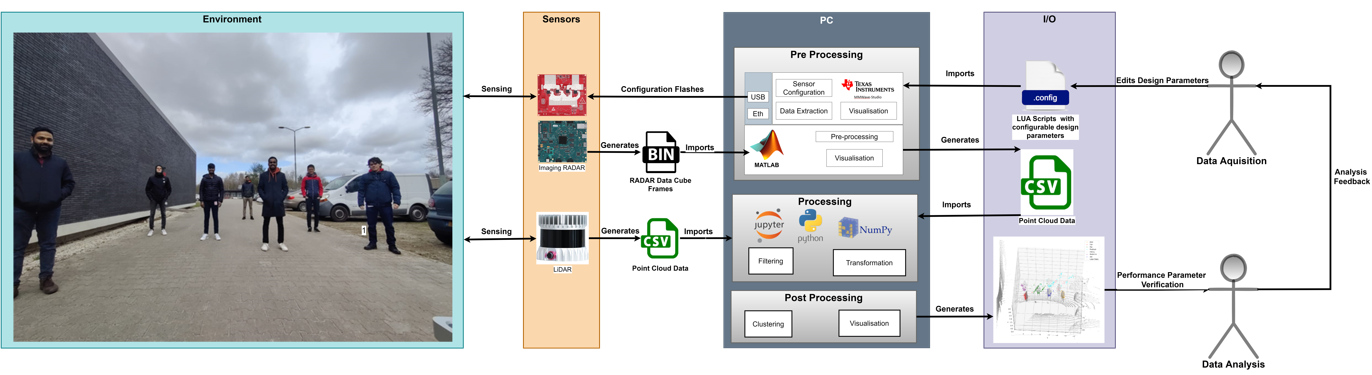 Environment
Sensors
PC
I/O
Pre Processing
Sensing
Configuration Flashes
USB
Eth
Sensor
Configuration
TEXAS
INSTRUMENTS
Data Extraction
Visualisation
Imports
.config
LUA Scripts with
configurable design
parameters
Edits Design Parameters
Data Aquisition
Imaging RADAR
Generates
BIN
RADAR Data Cube
Frames
Imports
MATLAB
Pre-processing
Visualisation
Generates
CSV
Point Cloud Data
Analysis
Feedback
Sensing
LiDAR
Generates
CSV
Point Cloud Data
Imports
Processing
jupyter
python
NumPy
Filtering
Transformation
Imports
Post Processing
Clustering
Visualisation
Generates
Performance Parameter
Verification
Data Analysis